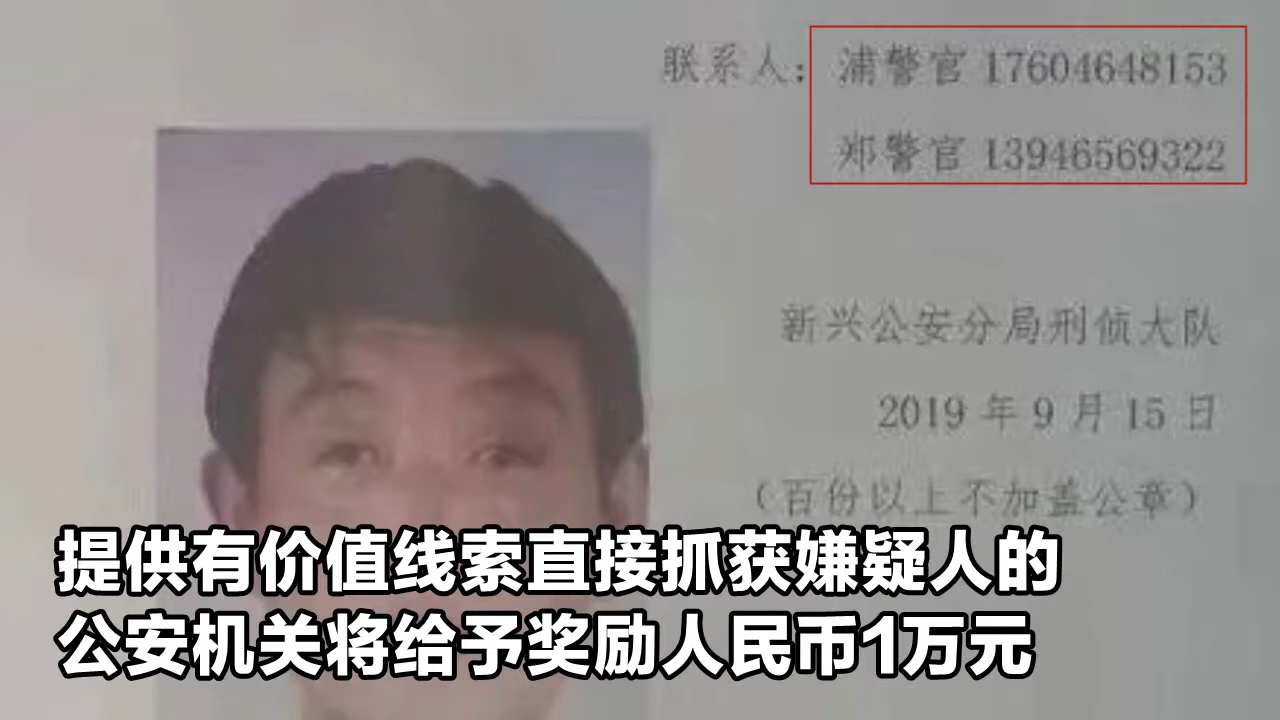 联系人：浦警官 17604648153
郑警官 13946569322
新兴公安分局刑侦大队
2019 年 9 月 15 日
（百份以上不加盖公章）
提供有价值线索直接抓获嫌疑人的
公安机关将给予奖励人民币1万元